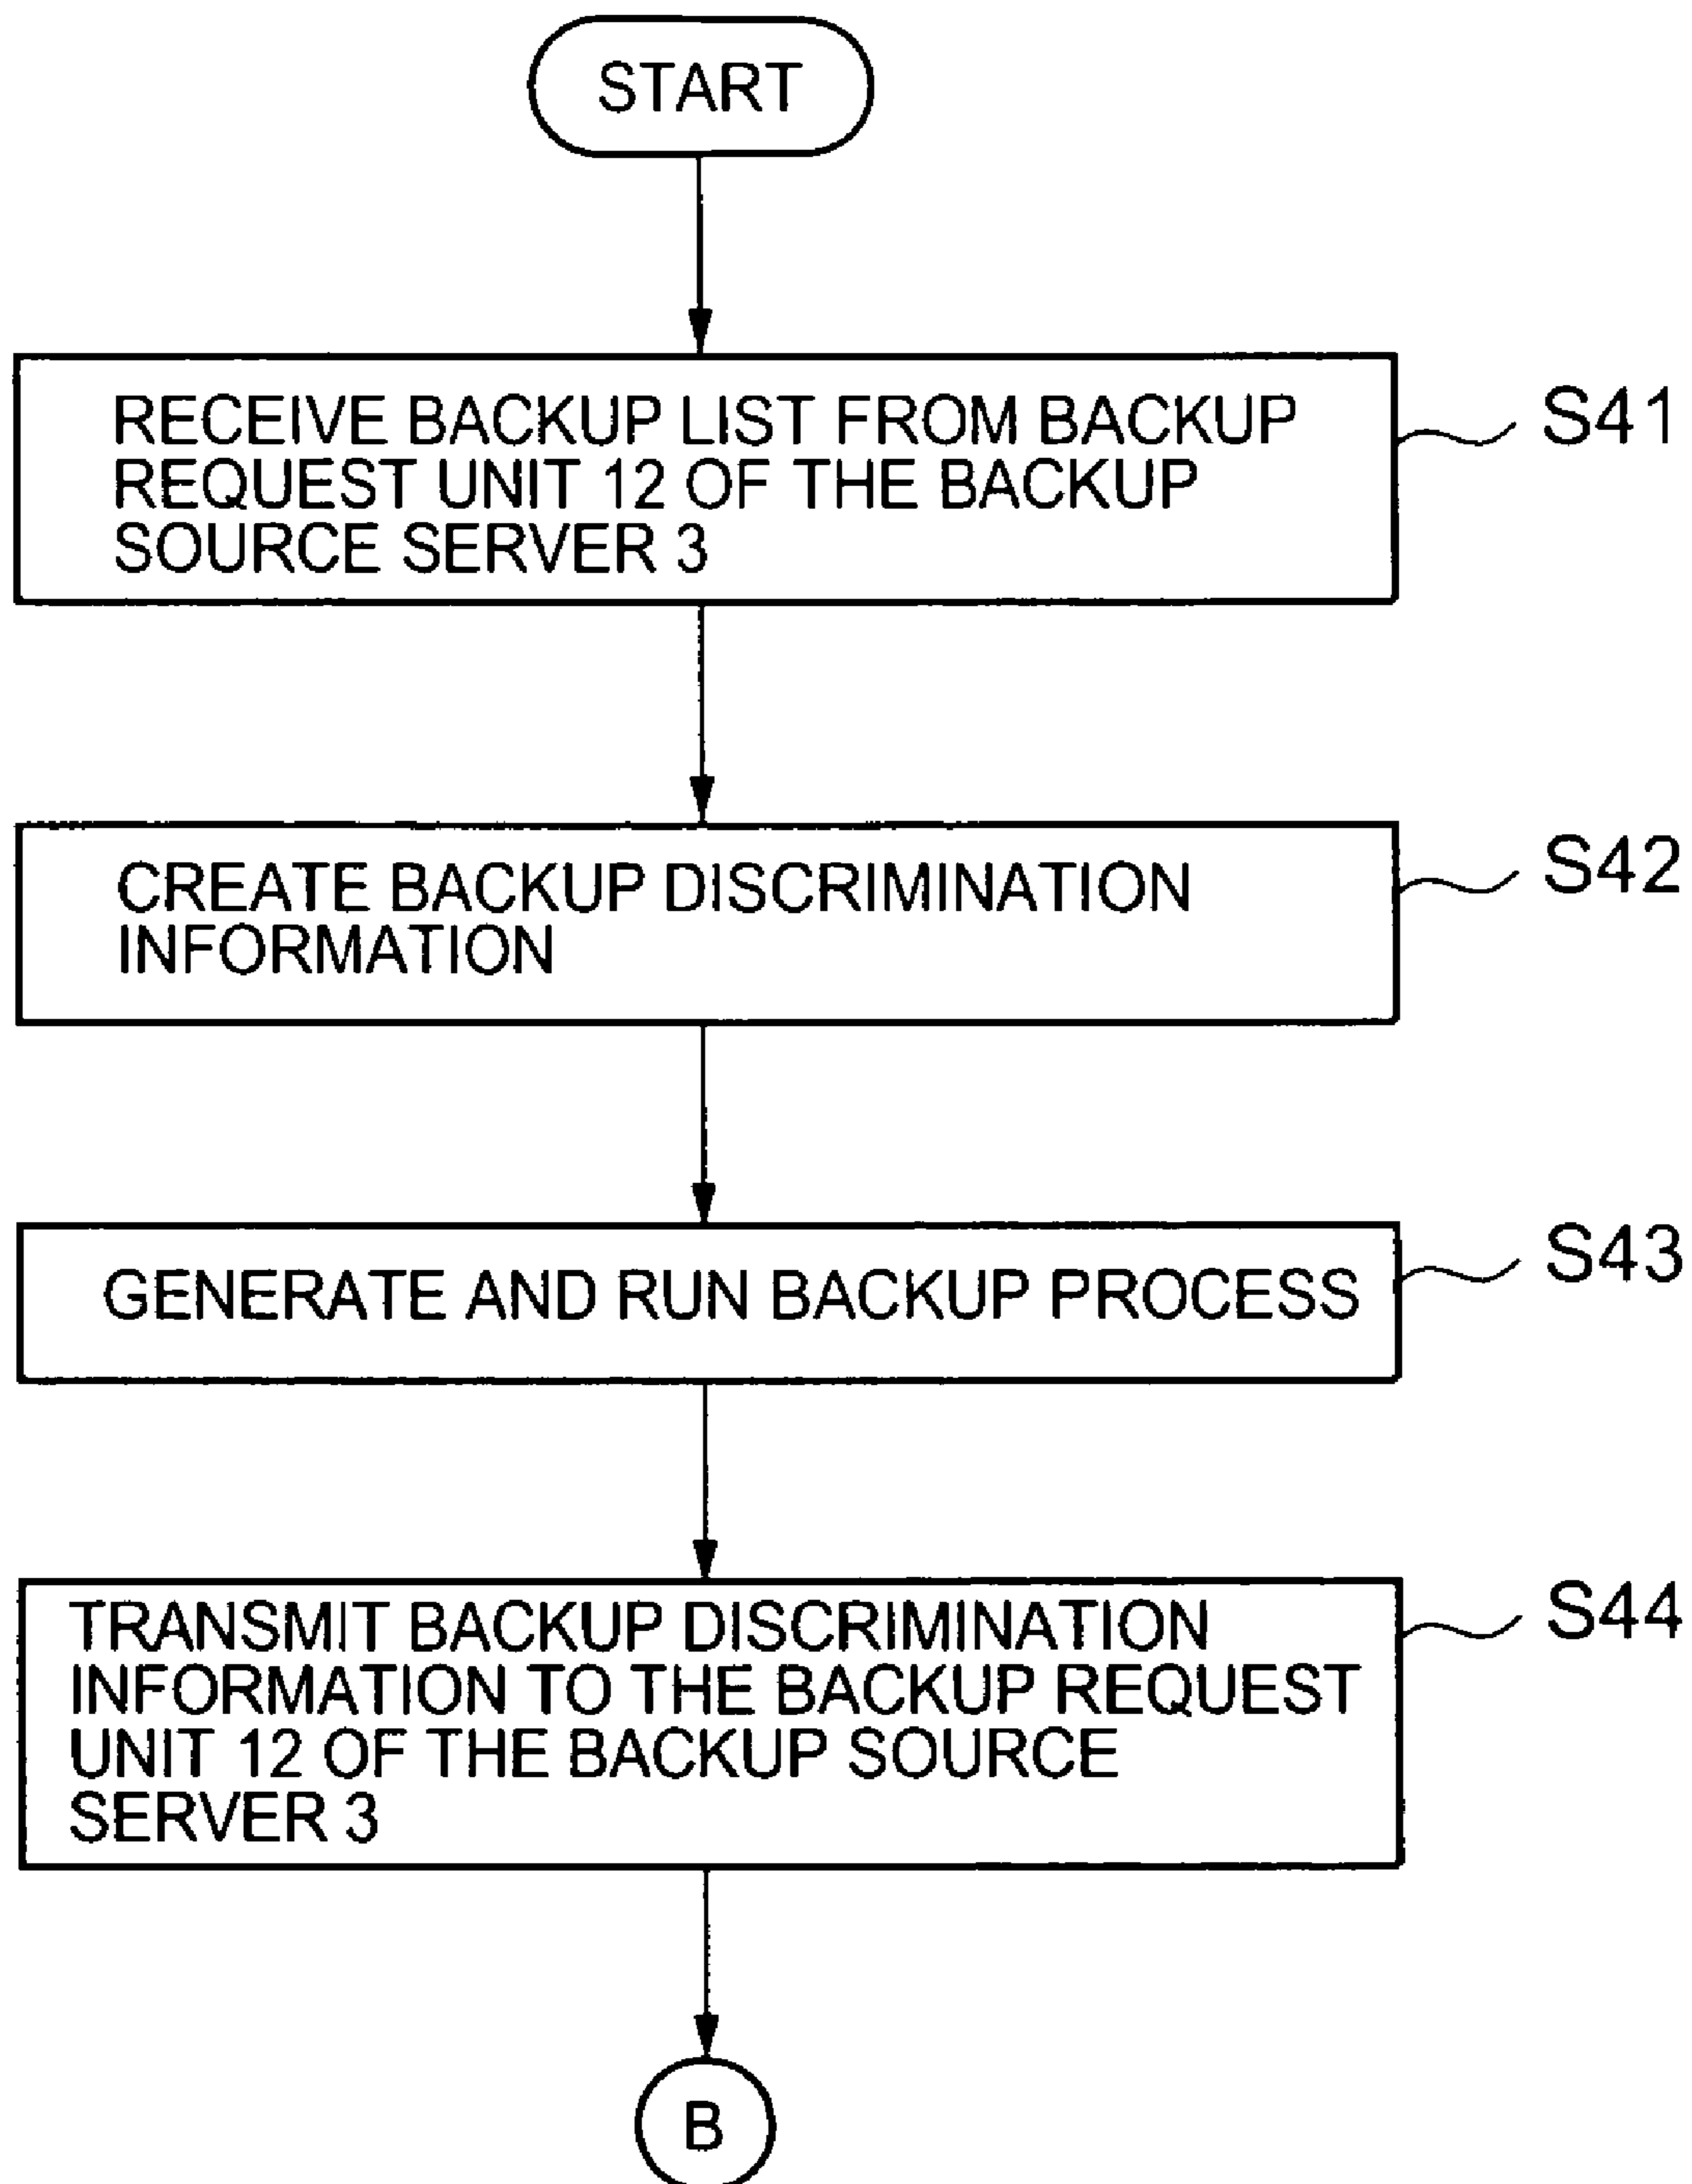 START
RECEIVE BACKUP LIST FROM BACKUP
REQUEST UNIT 12 OF THE BACKUP
SOURCE SERVER 3
S41
CREATE BACKUP DISCRIMINATION
INFORMATION
S42
GENERATE AND RUN BACKUP PROCESS
S43
TRANSMIT BACKUP DISCRIMINATION
INFORMATION TO THE BACKUP REQUEST
UNIT 12 OF THE BACKUP SOURCE
SERVER 3
S44
B